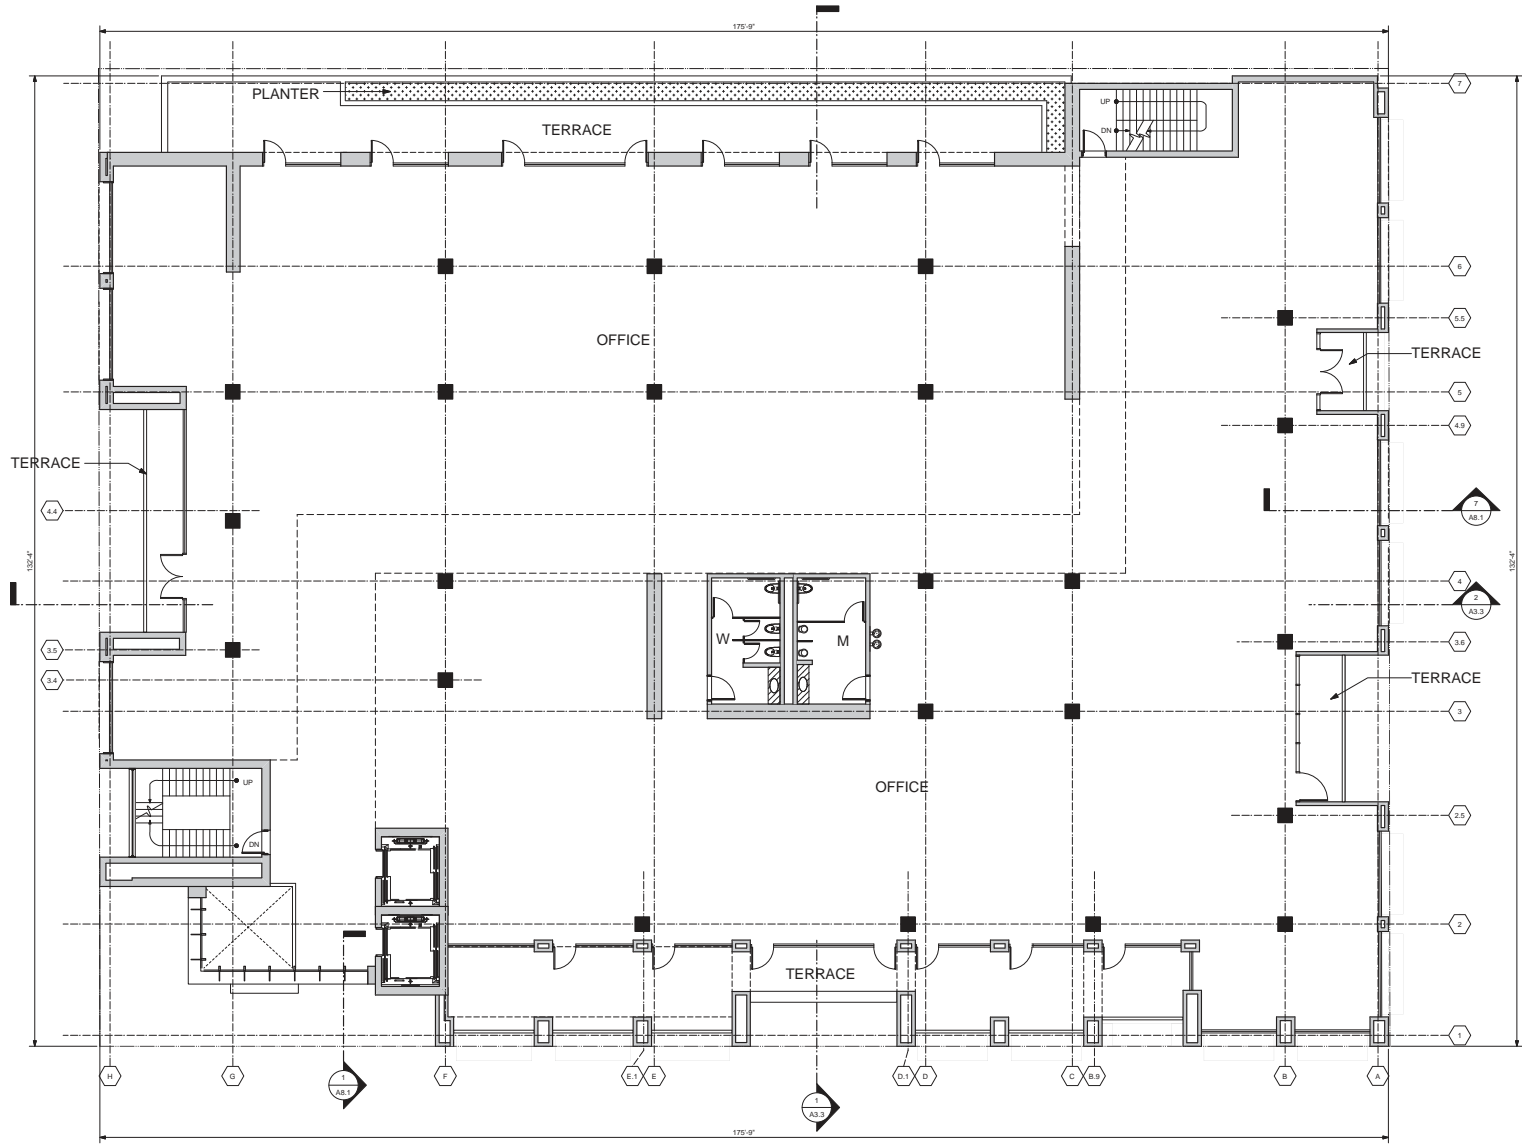 175'-9"
7
PLANTER
UP
TERRACE
DN
6
5.5
OFFICE
TERRACE
5
4.9
TERRACE
4.4
7
A8.1
132'-4"
132'-4"
4
2
A3.3
W
M
3.5
3.6
3.4
TERRACE
3
UP
OFFICE
2.5
DN
2
TERRACE
1
H
G
F
E.1
E
D.1
D
C
B.9
B
A
1
A8.1
1
A3.3
175'-9"